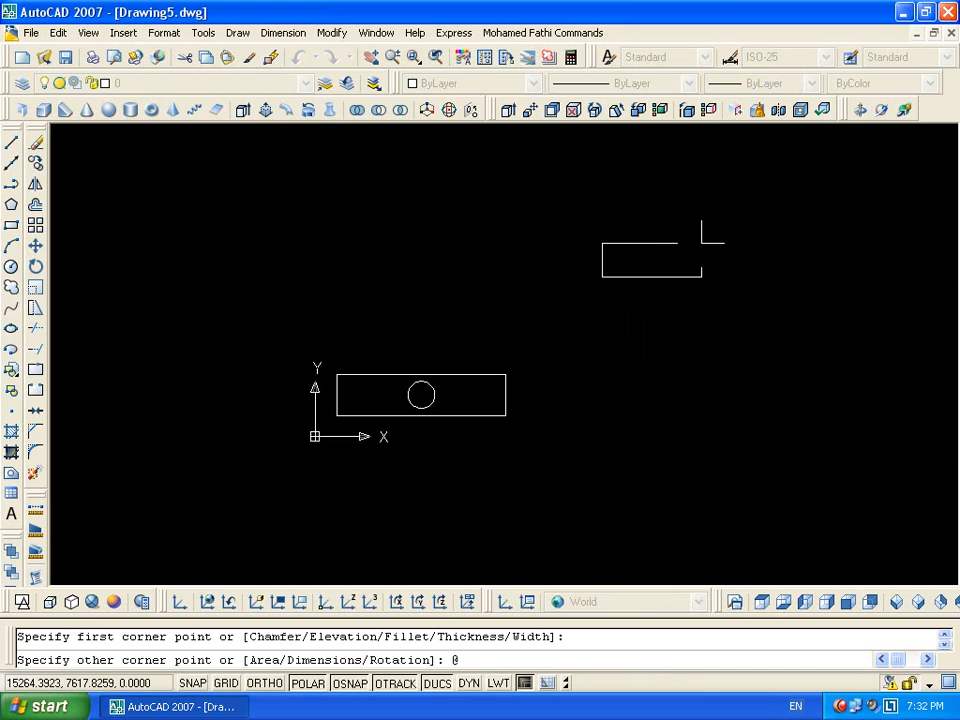 AutoCAD 2007 - [Drawing5.dwg]
File Edit View Insert Format Tools Draw Dimension Modify Window Help Express Mohamed Fathi Commands
Standard ISO-25 Standard
0 ByLayer ByLayer ByLayer ByColor
Y
X
A
World
Specify first corner point or [Chamfer/Elevation/Fillet/Thickness/Width]:
Specify other corner point or [Area/Dimensions/Rotation]: @
15264.3923, 7617.8259, 0.0000 SNAP GRID ORTHO POLAR OSNAP OTRACK DUCS DYN LWT
start AutoCAD 2007 - [Dra... EN 7:32 PM